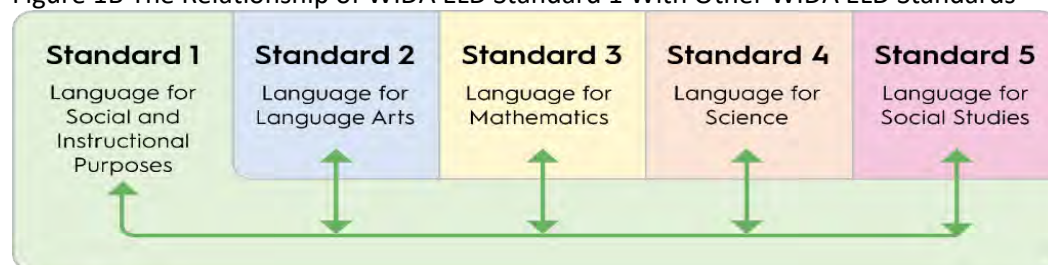 Figure 1B The Relationship of WIDA ELD Standard 1 With Other WIDA ELD Standards
Standard 1
Language for
Social and
Instructional
Purposes
Standard 2
Language for
Language Arts
Standard 3
Language for
Mathematics
Standard 4
Language for
Science
Standard 5
Language for
Social Studies